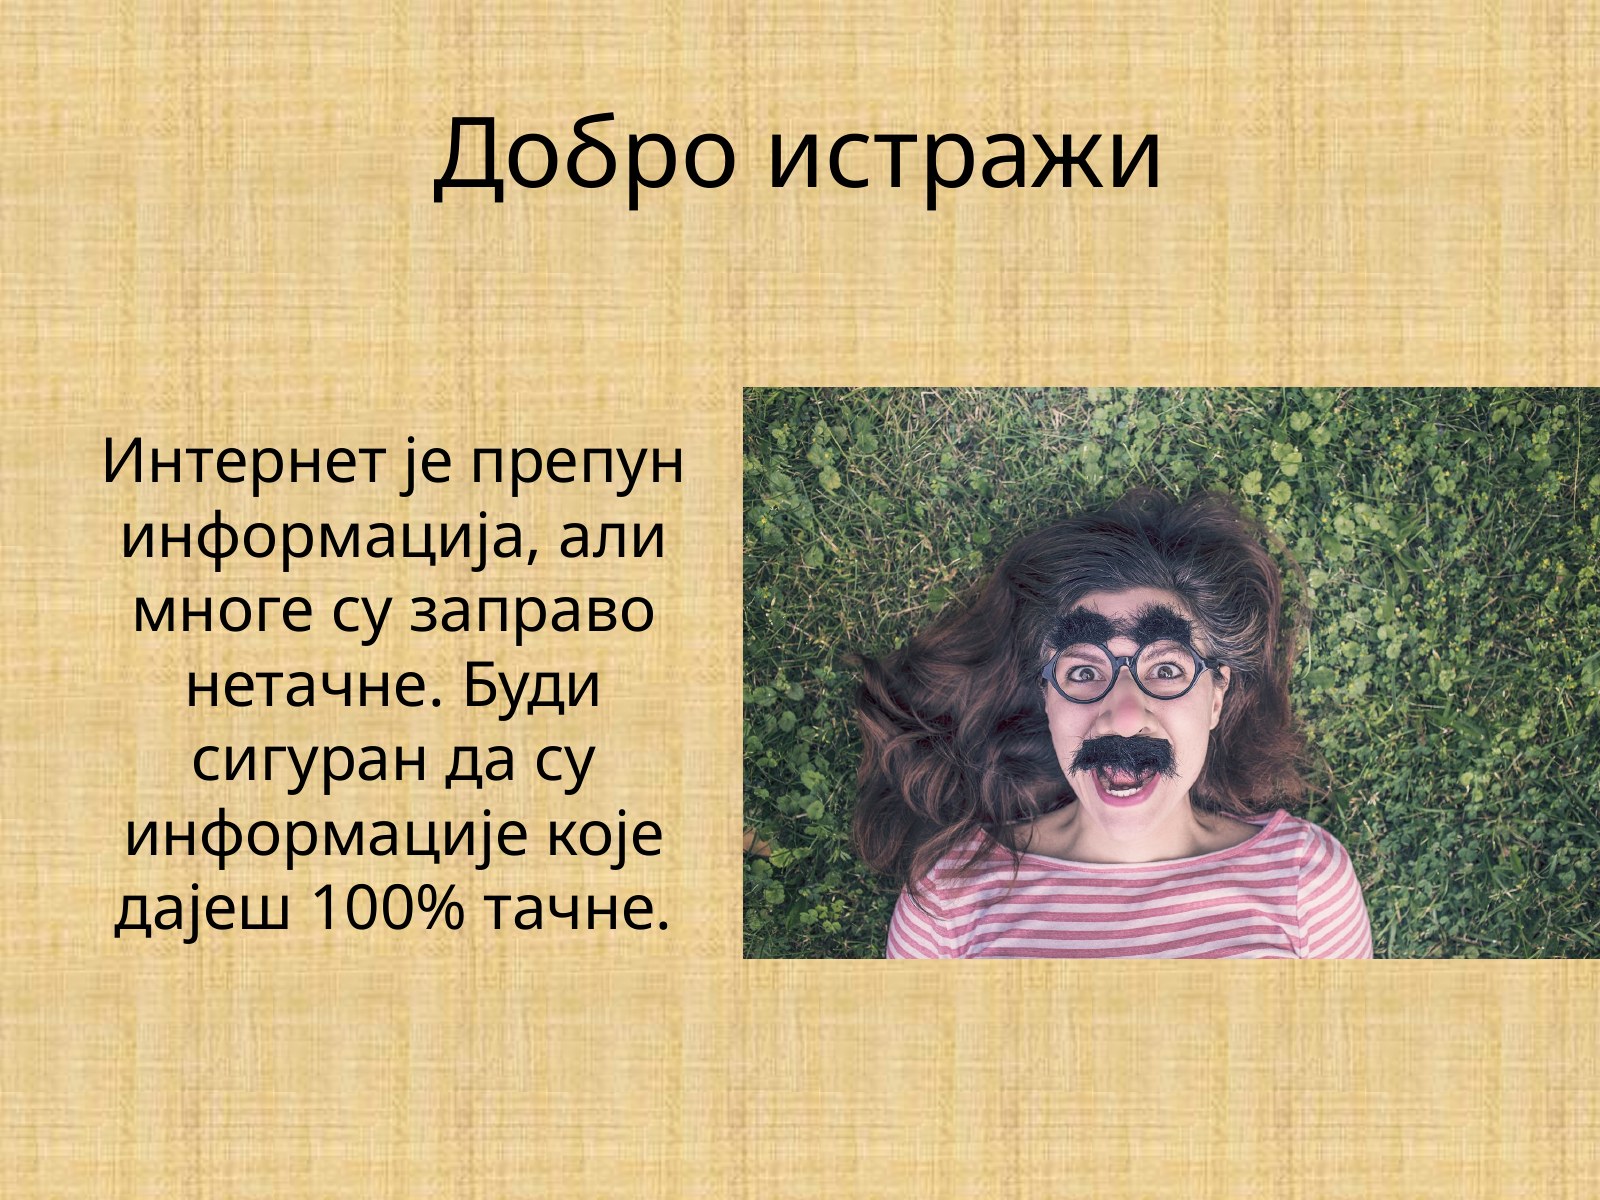 Добро истражи
Интернет је препун
информација, али
многе су заправо
нетачне. Буди
сигуран да су
информације које
дајеш 100% тачне.